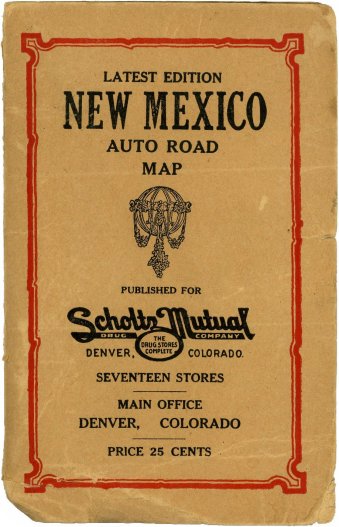 LATEST EDITION
NEW MEXICO
AUTO ROAD
MAP
PUBLISHED FOR
Scholtz Mutual
DRUG COMPANY
THE
DRUG STORES
COMPLETE
DENVER, COLORADO.
SEVENTEEN STORES
MAIN OFFICE
DENVER, COLORADO
PRICE 25 CENTS